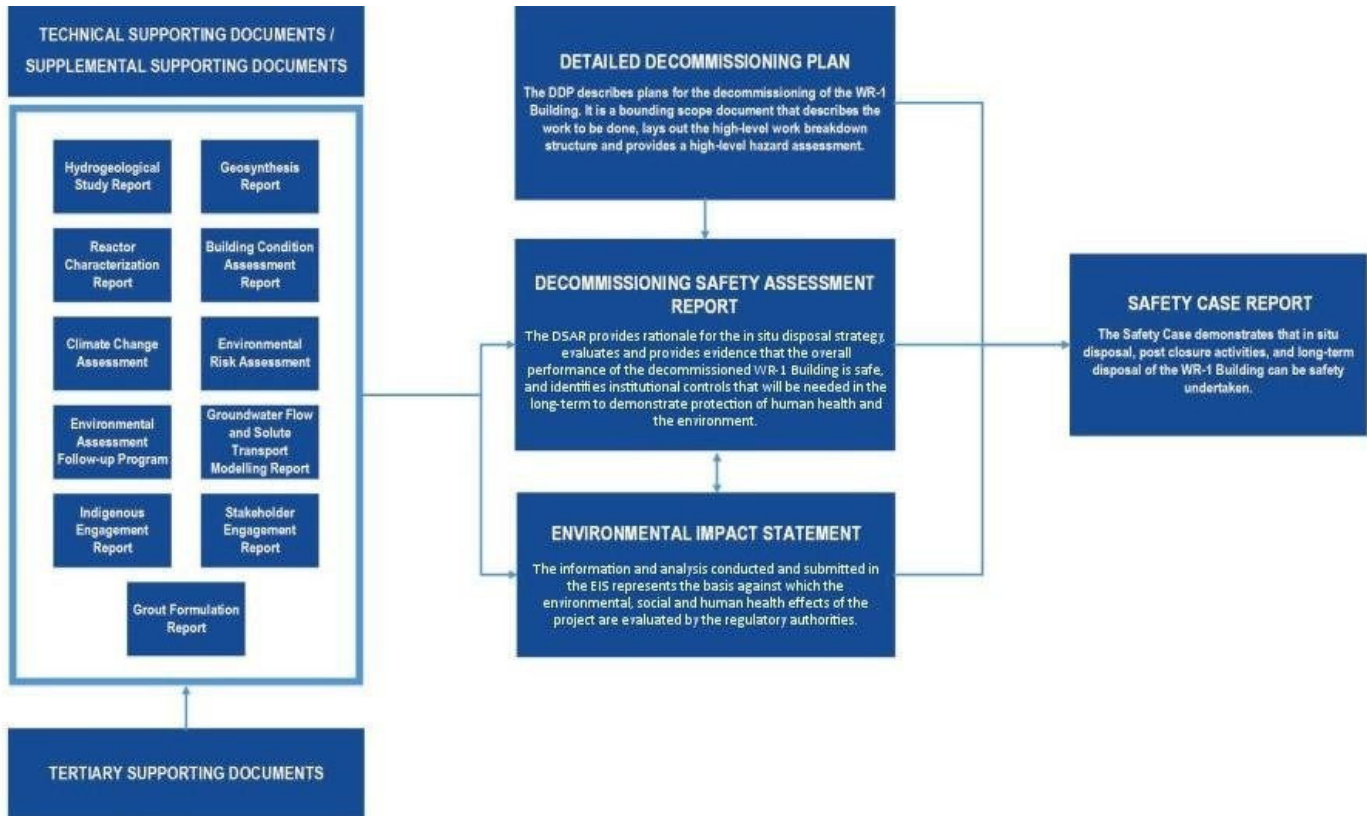 TECHNICAL SUPPORTING DOCUMENTS /
SUPPLEMENTAL SUPPORTING DOCUMENTS
Hydrogeological
Study Report
Geosynthesis
Report
Reactor
Characterization
Report
Building Condition
Assessment
Report
Climate Change
Assessment
Environmental
Risk Assessment
Environmental
Assessment
Follow-up Program
Groundwater Flow
and Solute
Transport
Modelling Report
Indigenous
Engagement
Report
Stakeholder
Engagement
Report
Grout Formulation
Report
TERTIARY SUPPORTING DOCUMENTS
DETAILED DECOMMISSIONING PLAN
The DDP describes plans for the decommissioning of the WR-1
Building. It is a bounding scope document that describes the
work to be done, lays out the high-level work breakdown
structure and provides a high-level hazard assessment.
DECOMMISSIONING SAFETY ASSESSMENT
REPORT
The DSAR provides rationale for the in situ disposal strategy,
evaluates and provides evidence that the overall
performance of the decommissioned WR-1 Building is safe,
and identifies institutional controls that will be needed in the
long-term to demonstrate protection of human health and
the environment.
ENVIRONMENTAL IMPACT STATEMENT
The information and analysis conducted and submitted in
the EIS represents the basis against which the
environmental, social and human health effects of the
project are evaluated by the regulatory authorities.
SAFETY CASE REPORT
The Safety Case demonstrates that in situ
disposal, post closure activities, and long-term
disposal of the WR-1 Building can be safety
undertaken.